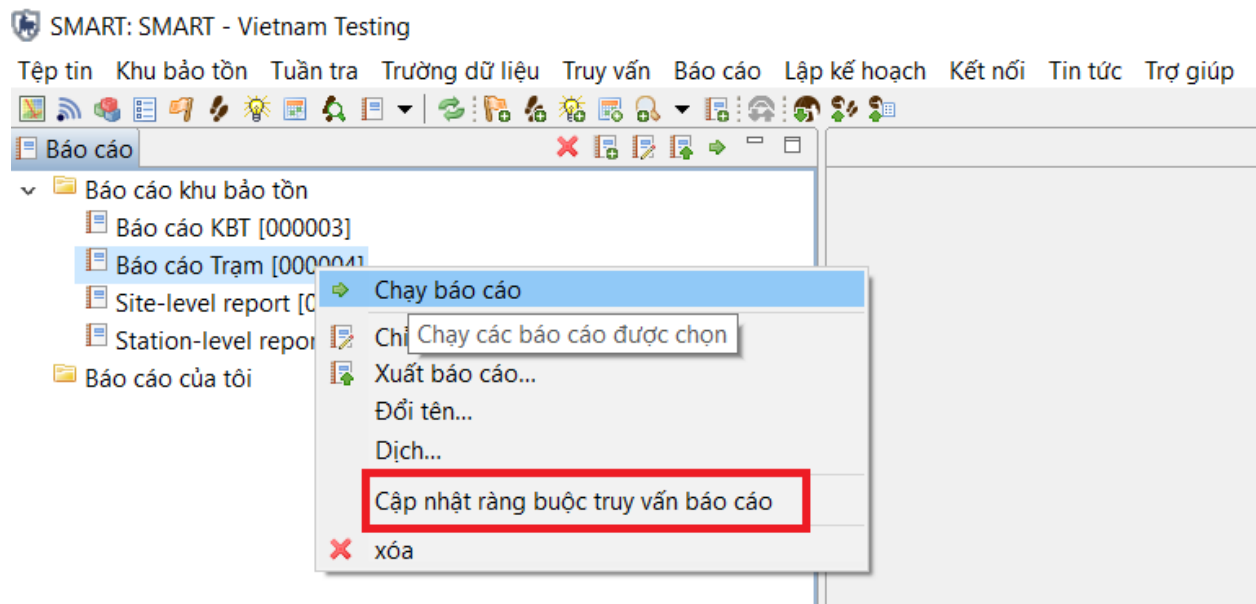 SMART: SMART - Vietnam Testing
Tệp tin Khu bảo tồn Tuần tra Trường dữ liệu Truy vấn Báo cáo Lập kế hoạch Kết nối Tin tức Trợ giúp
Báo cáo
Báo cáo khu bảo tồn
Báo cáo KBT [000003]
Báo cáo Trạm [000004]
Site-level report
Station-level
Báo cáo của tôi
Chạy báo cáo
Chạy các báo cáo được chọn
Xuất báo cáo...
Đổi tên...
Dịch...
Cập nhật ràng buộc truy vấn báo cáo
xóa